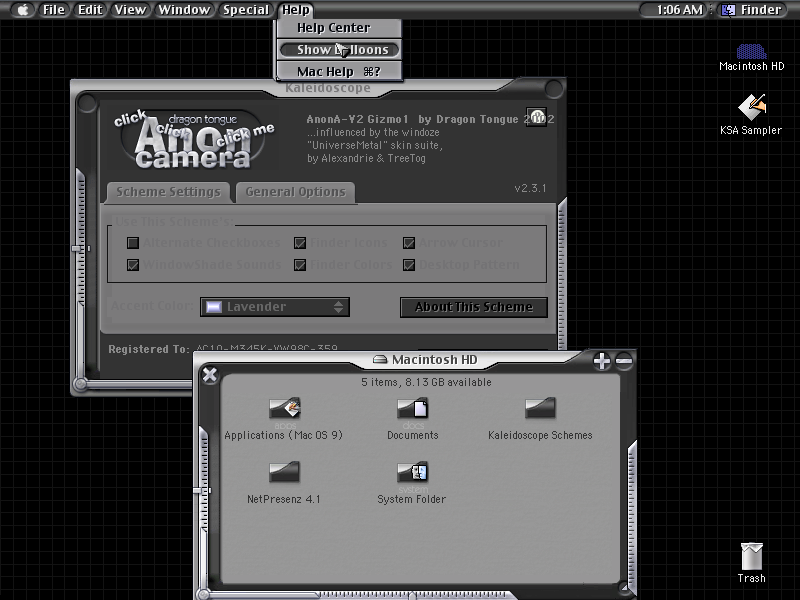 File Edit View Window Special Help 1:06 AM Finder
Help Center
Show Balloons
Mac Help ⌘?
Macintosh HD
KSA Sampler
Kaleidoscope
click click click me
dragon tongue
Anon
camera
AnonA-Y2 Gizmo1 by Dragon Tongue 2002
...influenced by the windoze
"UniverseMetal" skin suite,
by Alexandrie & TreeTog
v2.3.1
Scheme Settings General Options
Use This Scheme's:
Alternate Checkboxes Finder Icons Arrow Cursor
WindowShade Sounds Finder Colors Desktop Pattern
Accent Color: Lavender About This Scheme
Registered To:
Macintosh HD
5 items, 8.13 GB available
apps
Applications (Mac OS 9)
docs
Documents
Kaleidoscope Schemes
NetPresenz 4.1
system
System Folder
Trash